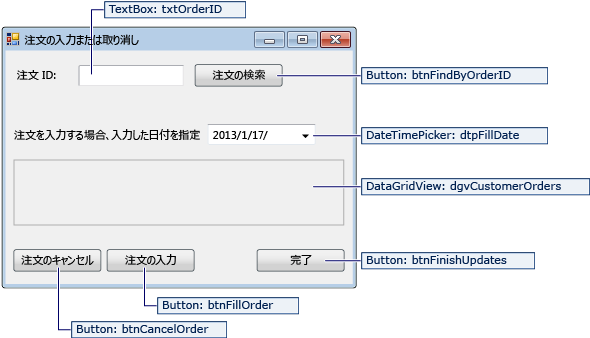 TextBox: txtOrderID
注文の入力または取り消し
注文 ID:
注文の検索
Button: btnFindByOrderID
注文を入力する場合、入力した日付を指定
2013/1/17/
DateTimePicker: dtpFillDate
DataGridView: dgvCustomerOrders
注文のキャンセル
注文の入力
完了
Button: btnFinishUpdates
Button: btnFillOrder
Button: btnCancelOrder